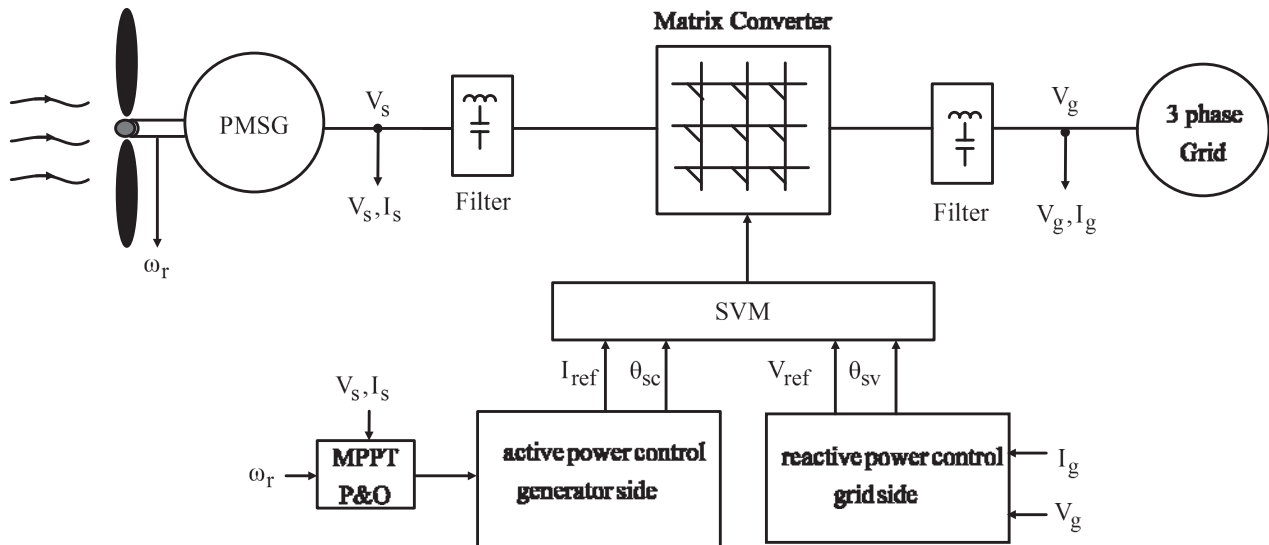 Matrix Converter
PMSG
V_s
V_g
3 phase
Grid
V_s, I_s
Filter
Filter
V_g, I_g
ω_r
SVM
I_ref
θ_sc
V_ref
θ_sv
V_s, I_s
MPPT
P&O
ω_r
active power control
generator side
reactive power control
grid side
I_g
V_g